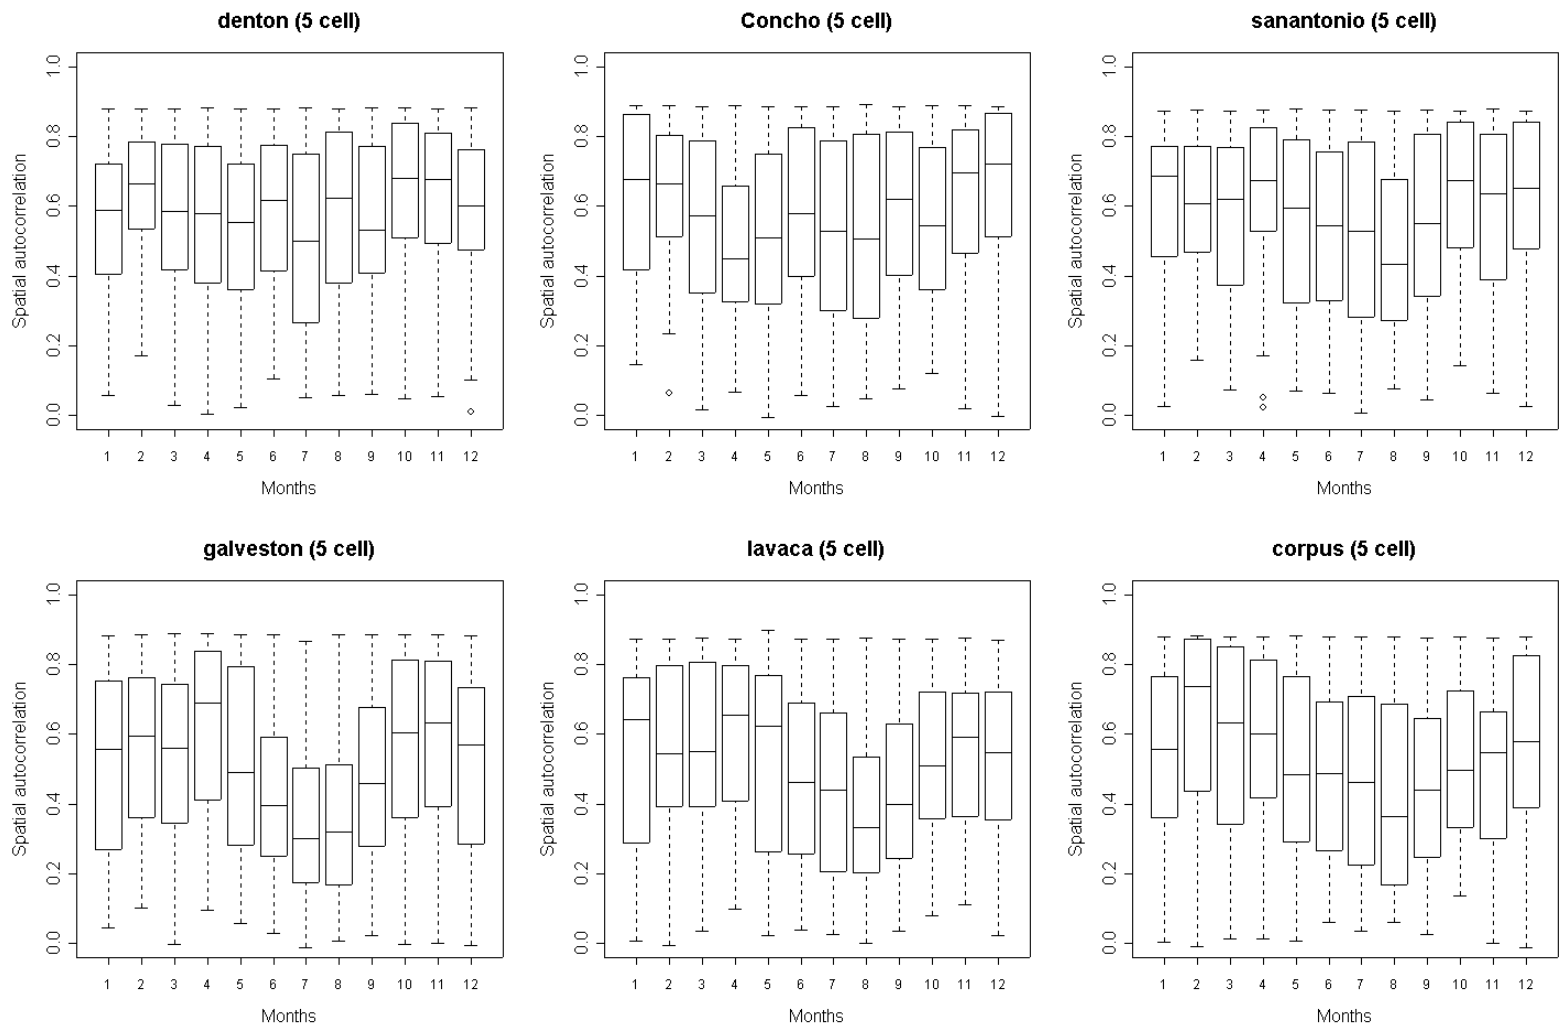 denton (5 cell)
Spatial autocorrelation
1.0
0.8
0.6
0.4
0.2
0.0
1 2 3 4 5 6 7 8 9 10 11 12
Months
Concho (5 cell)
Spatial autocorrelation
1.0
0.8
0.6
0.4
0.2
0.0
1 2 3 4 5 6 7 8 9 10 11 12
Months
sanantonio (5 cell)
Spatial autocorrelation
1.0
0.8
0.6
0.4
0.2
0.0
1 2 3 4 5 6 7 8 9 10 11 12
Months
galveston (5 cell)
Spatial autocorrelation
1.0
0.8
0.6
0.4
0.2
0.0
1 2 3 4 5 6 7 8 9 10 11 12
Months
lavaca (5 cell)
Spatial autocorrelation
1.0
0.8
0.6
0.4
0.2
0.0
1 2 3 4 5 6 7 8 9 10 11 12
Months
corpus (5 cell)
Spatial autocorrelation
1.0
0.8
0.6
0.4
0.2
0.0
1 2 3 4 5 6 7 8 9 10 11 12
Months